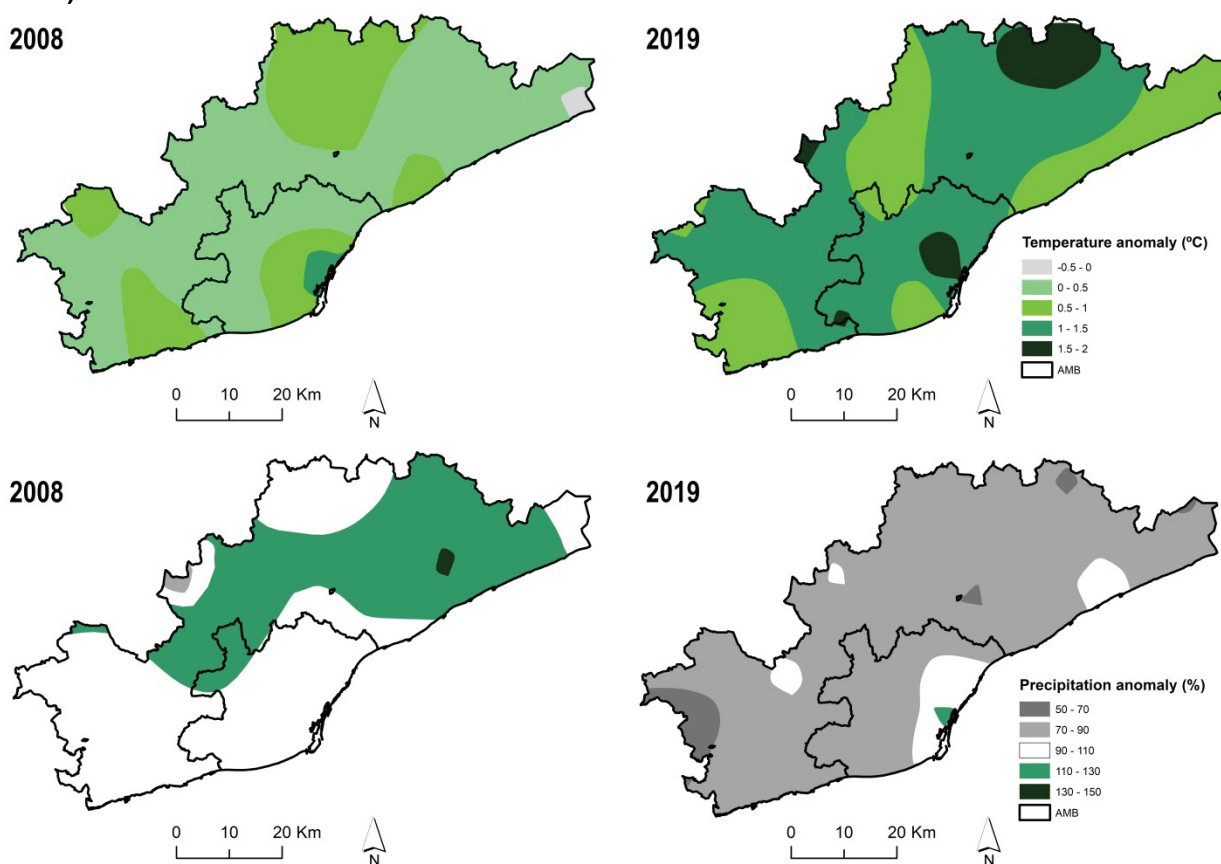 2008
2019
Temperature anomaly (ºC)
-0.5 - 0
0 - 0.5
0.5 - 1
1 - 1.5
1.5 - 2
AMB
0 10 20 Km
N
0 10 20 Km
N
2008
2019
Precipitation anomaly (%)
50 - 70
70 - 90
90 - 110
110 - 130
130 - 150
AMB
0 10 20 Km
N
0 10 20 Km
N